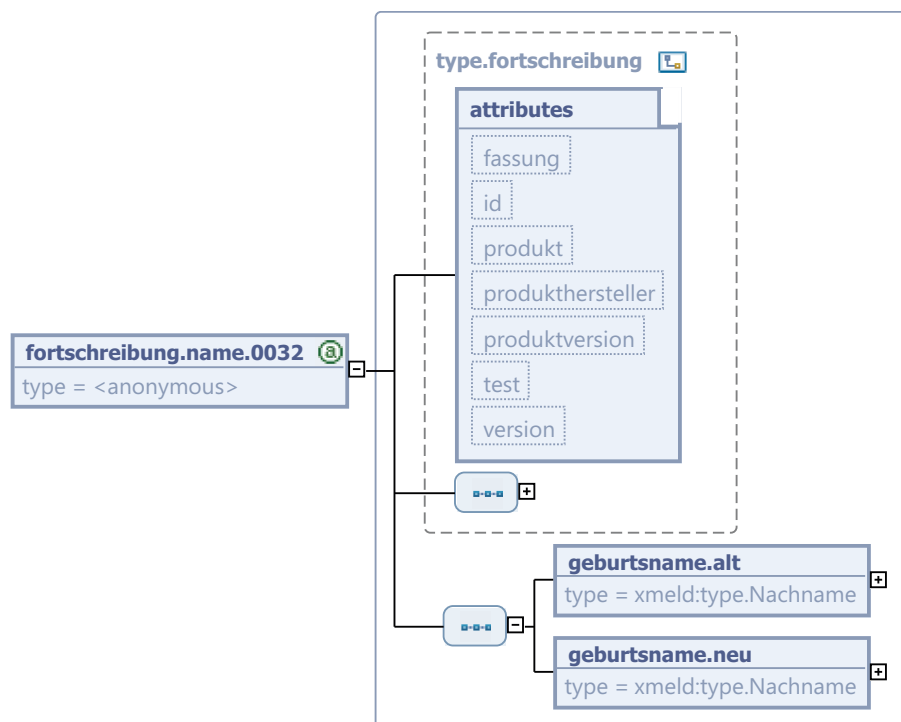 type.fortschreibung
attributes
fassung
id
produkt
produkthersteller
produktversion
test
version
fortschreibung.name.0032 @
type = <anonymous>
geburtsname.alt
type = xmeld:type.Nachname
geburtsname.neu
type = xmeld:type.Nachname